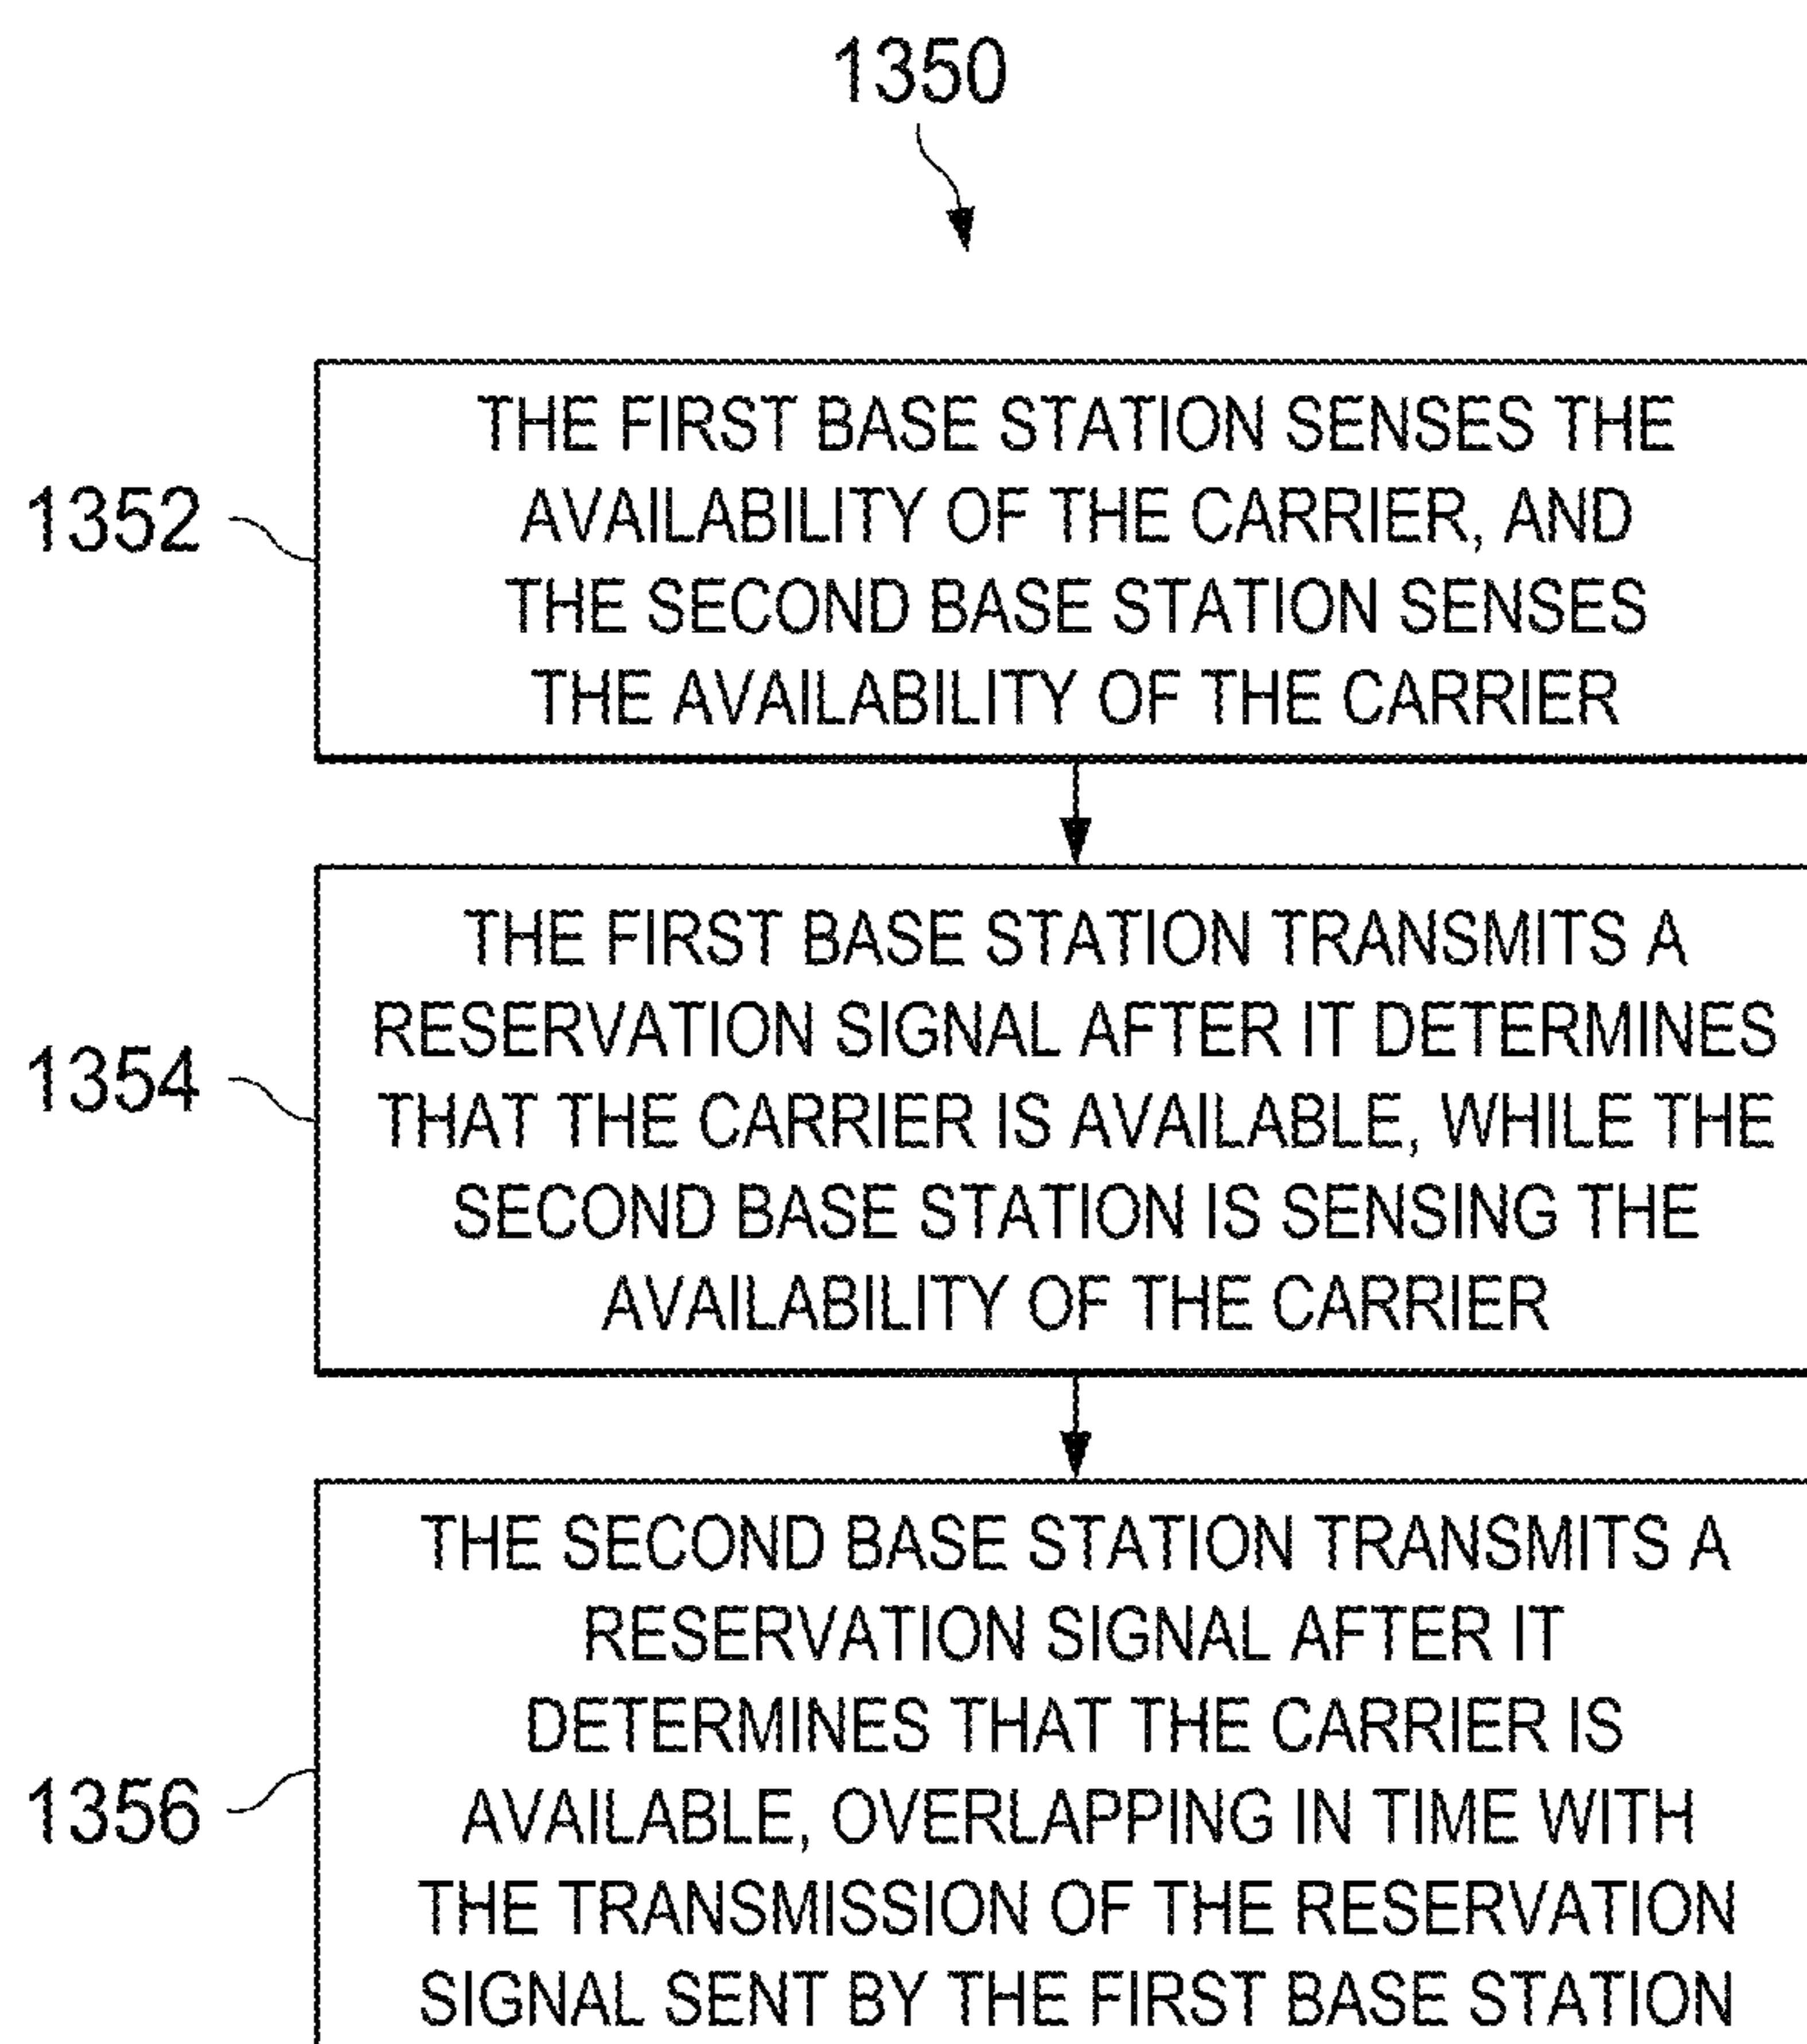 1350
1352
THE FIRST BASE STATION SENSES THE
AVAILABILITY OF THE CARRIER, AND
THE SECOND BASE STATION SENSES
THE AVAILABILITY OF THE CARRIER
1354
THE FIRST BASE STATION TRANSMITS A
RESERVATION SIGNAL AFTER IT DETERMINES
THAT THE CARRIER IS AVAILABLE, WHILE THE
SECOND BASE STATION IS SENSING THE
AVAILABILITY OF THE CARRIER
1356
THE SECOND BASE STATION TRANSMITS A
RESERVATION SIGNAL AFTER IT
DETERMINES THAT THE CARRIER IS
AVAILABLE, OVERLAPPING IN TIME WITH
THE TRANSMISSION OF THE RESERVATION
SIGNAL SENT BY THE FIRST BASE STATION